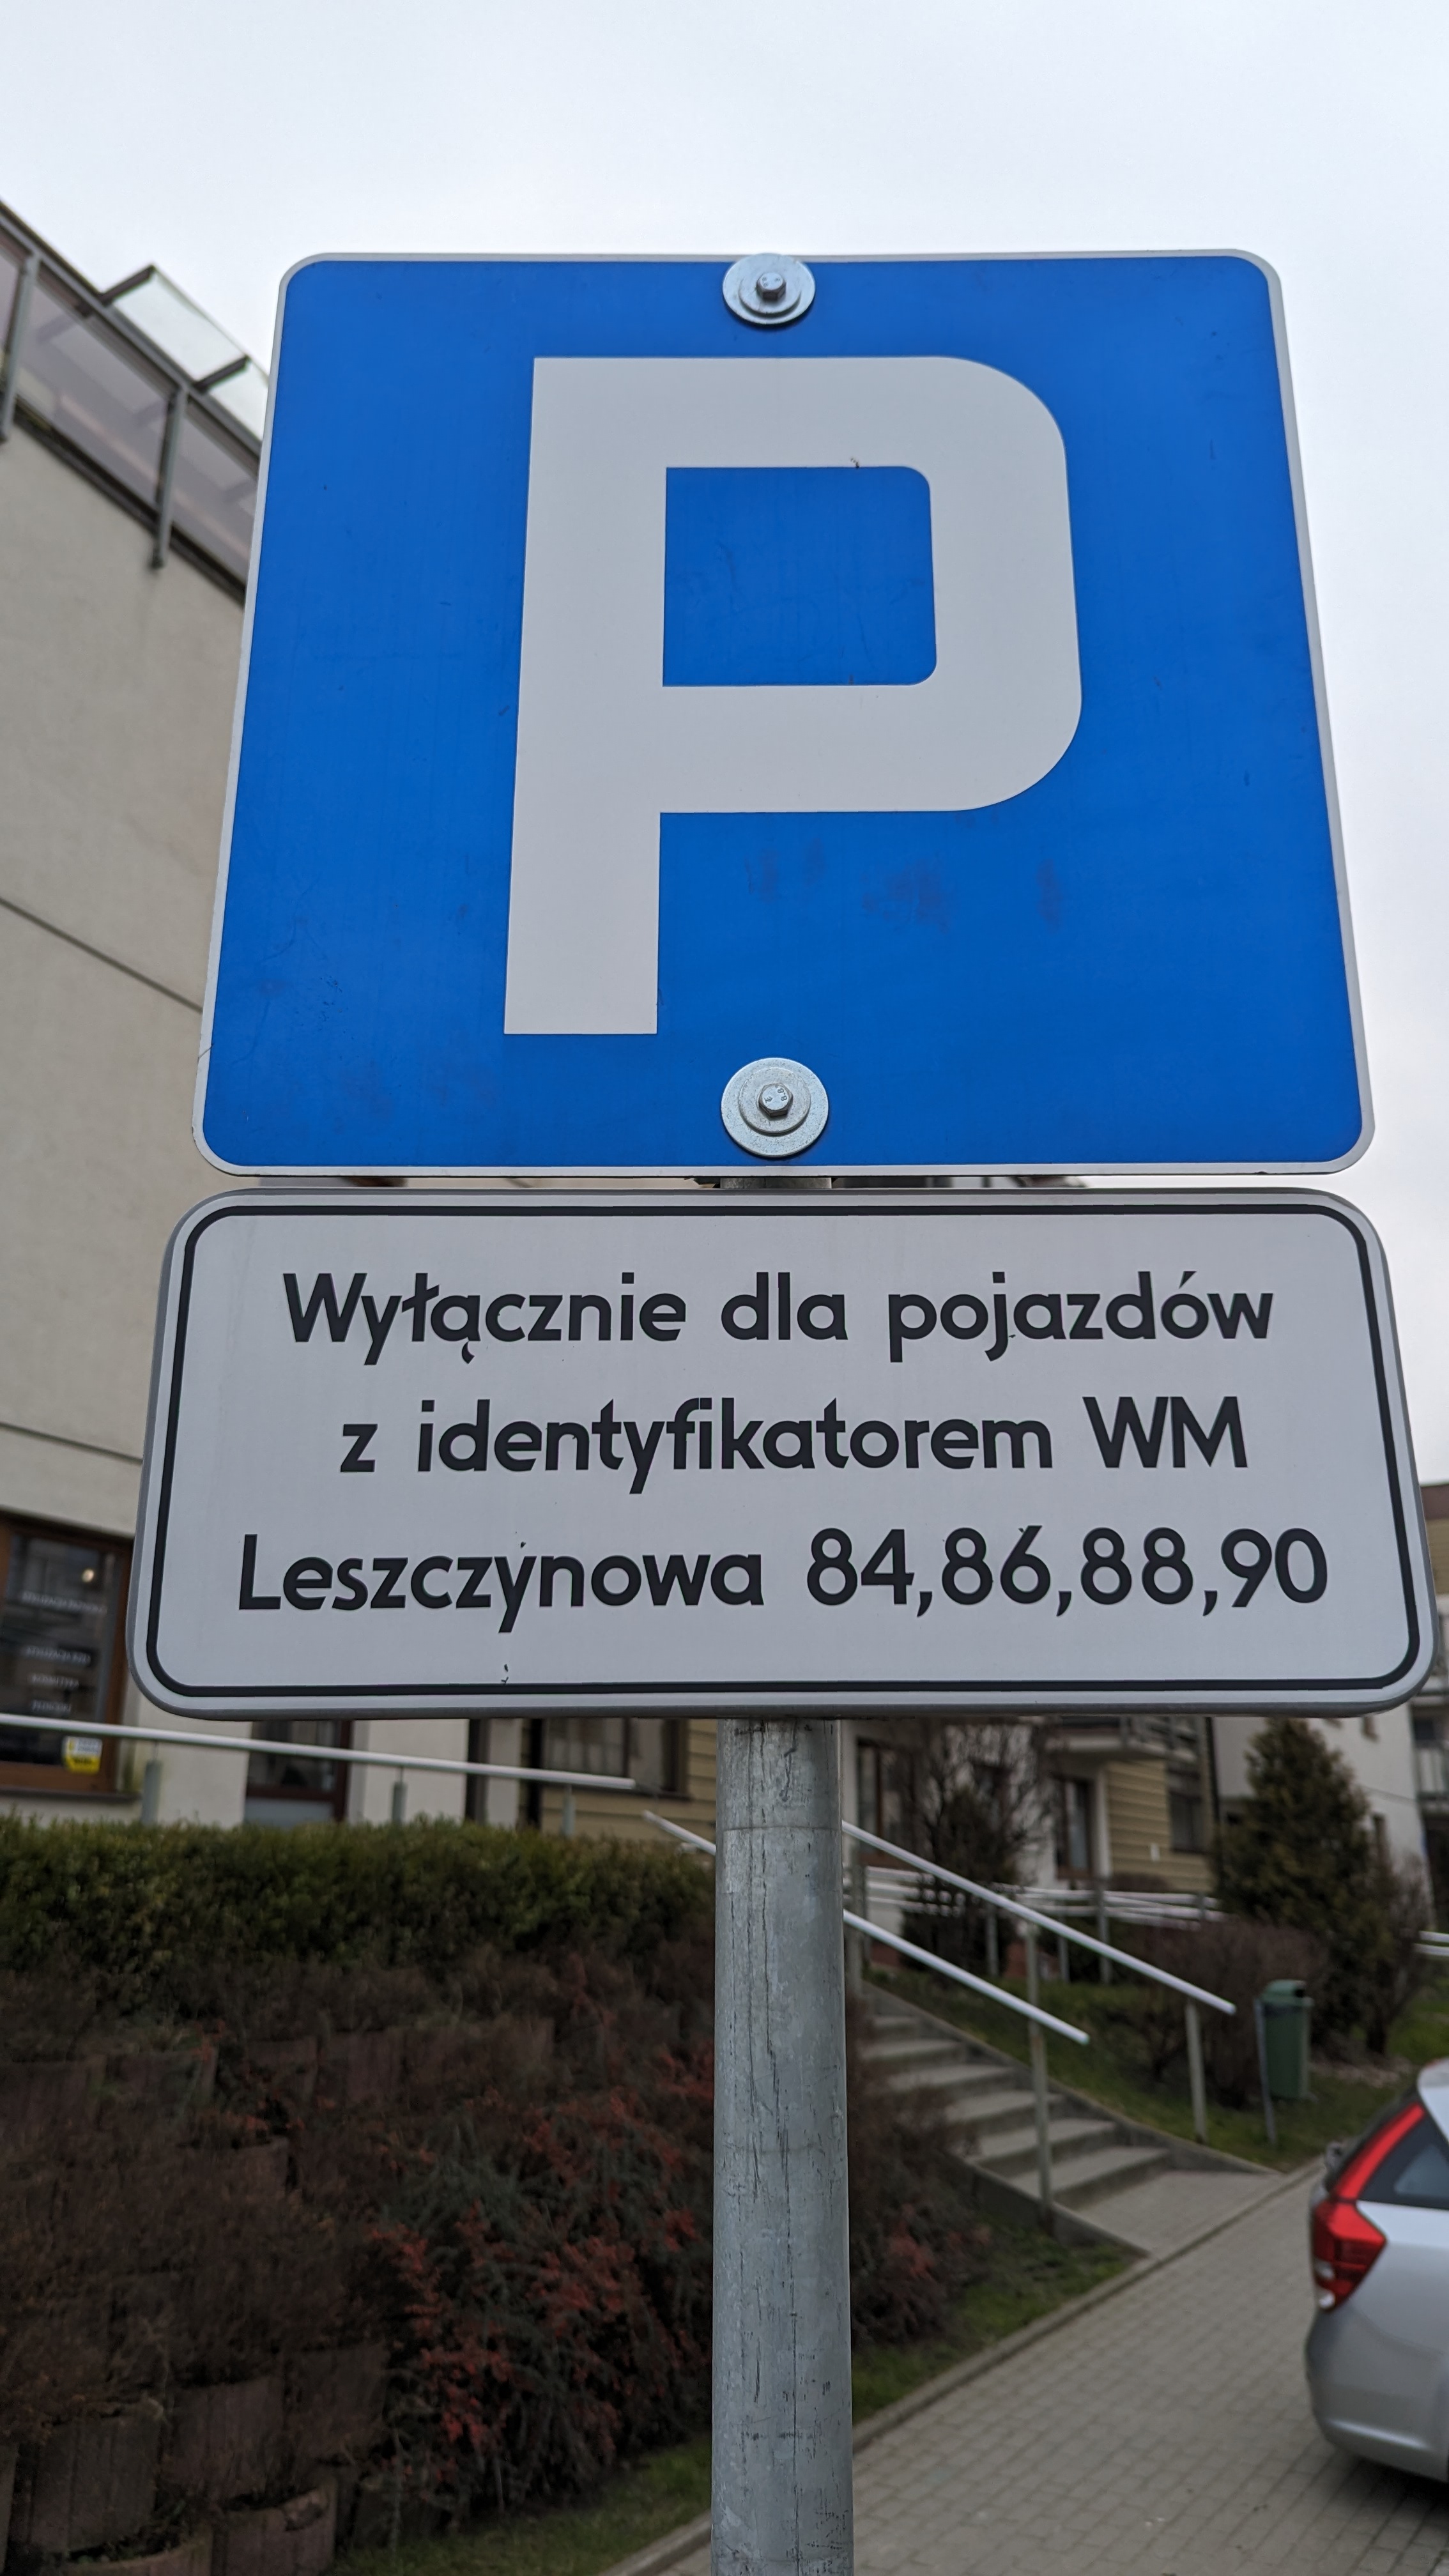 P
Wyłącznie dla pojazdów
z identyfikatorem WM
Leszczynowa 84,86,88,90